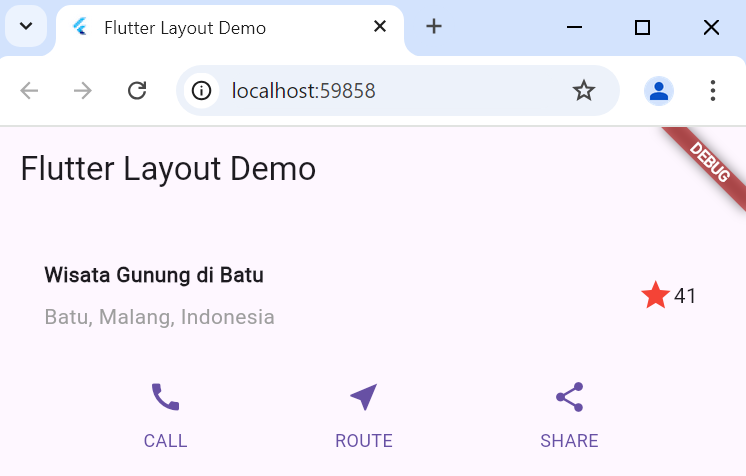 Flutter Layout Demo
localhost:59858
Flutter Layout Demo
DEBUG
Wisata Gunung di Batu
Batu, Malang, Indonesia
41
CALL ROUTE SHARE